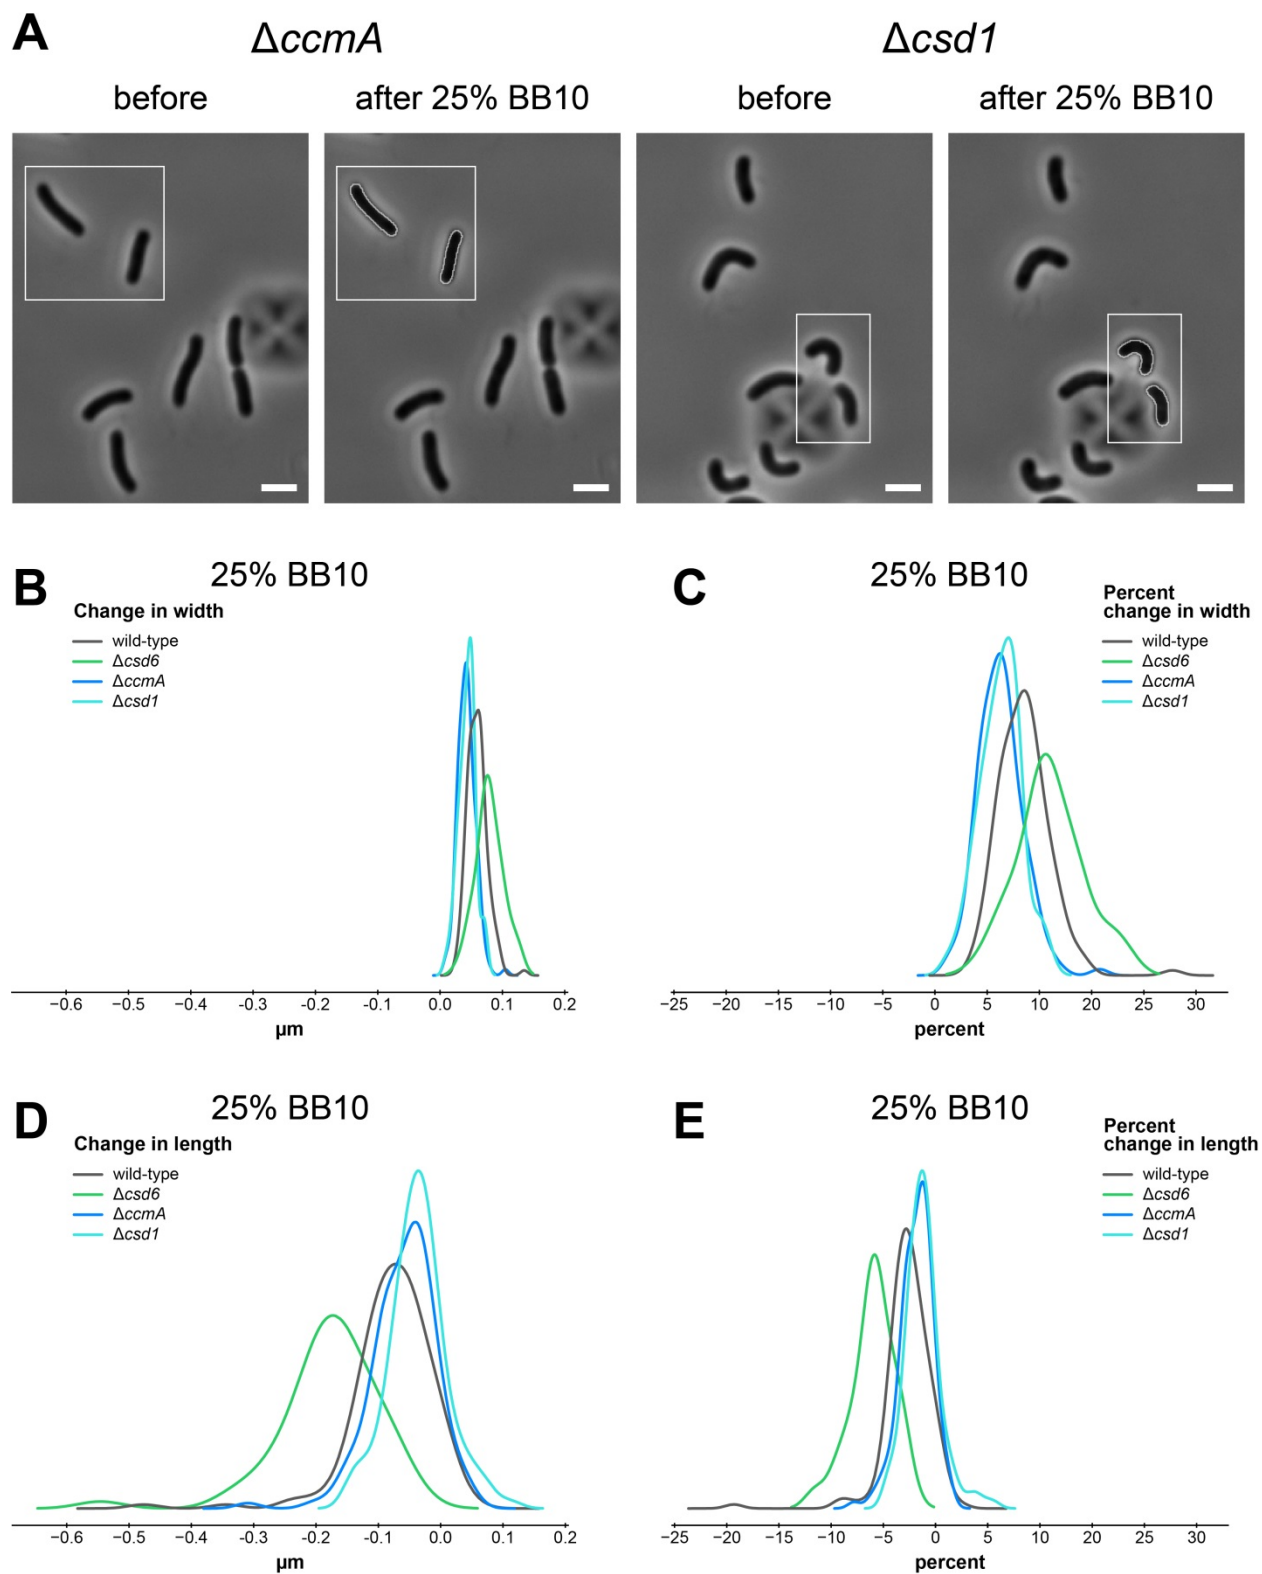 A
ΔccmA
Δcsd1
before
after 25% BB10
before
after 25% BB10
B
25% BB10
Change in width
wild-type
Δcsd6
ΔccmA
Δcsd1
−0.6 −0.5 −0.4 −0.3 −0.2 −0.1 0.0 0.1 0.2
µm
C
25% BB10
Percent
change in width
wild-type
Δcsd6
ΔccmA
Δcsd1
−25 −20 −15 −10 −5 0 5 10 15 20 25 30
percent
D
25% BB10
Change in length
wild-type
Δcsd6
ΔccmA
Δcsd1
−0.6 −0.5 −0.4 −0.3 −0.2 −0.1 0.0 0.1 0.2
µm
E
25% BB10
Percent
change in length
wild-type
Δcsd6
ΔccmA
Δcsd1
−25 −20 −15 −10 −5 0 5 10 15 20 25 30
percent